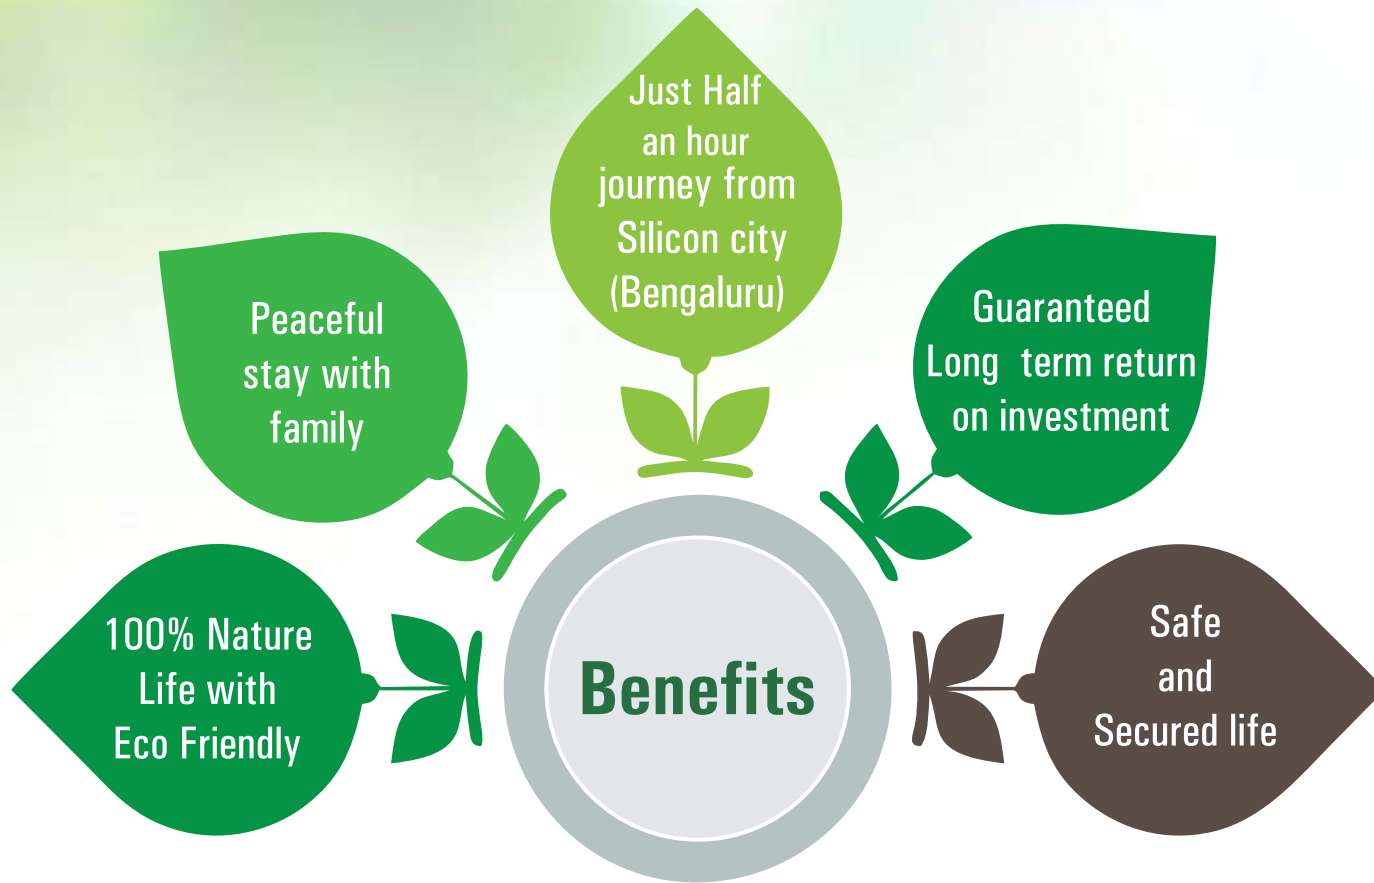 Just Half
an hour
journey from
Silicon city
(Bengaluru)
Peaceful
stay with
family
Guaranteed
Long term return
on investment
100% Nature
Life with
Eco Friendly
Benefits
Safe
and
Secured life